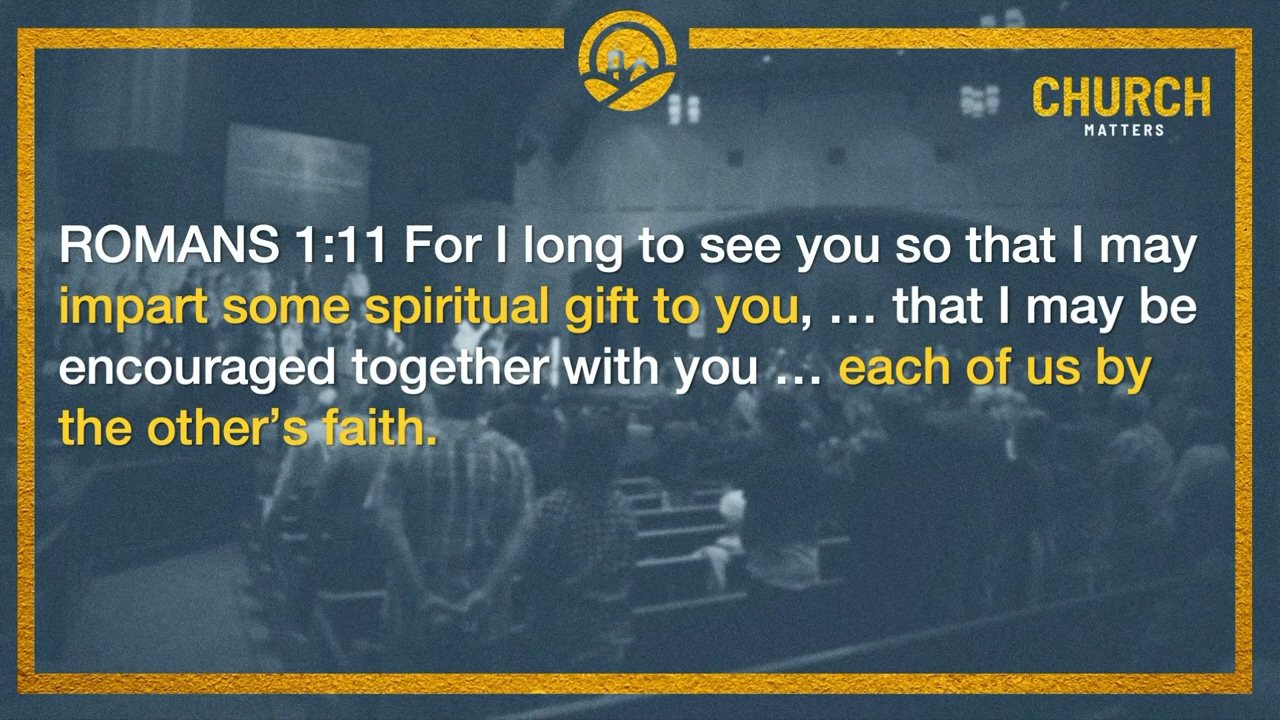 CHURCH
MATTERS
ROMANS 1:11 For I long to see you so that I may
impart some spiritual gift to you, … that I may be
encouraged together with you … each of us by
the other’s faith.